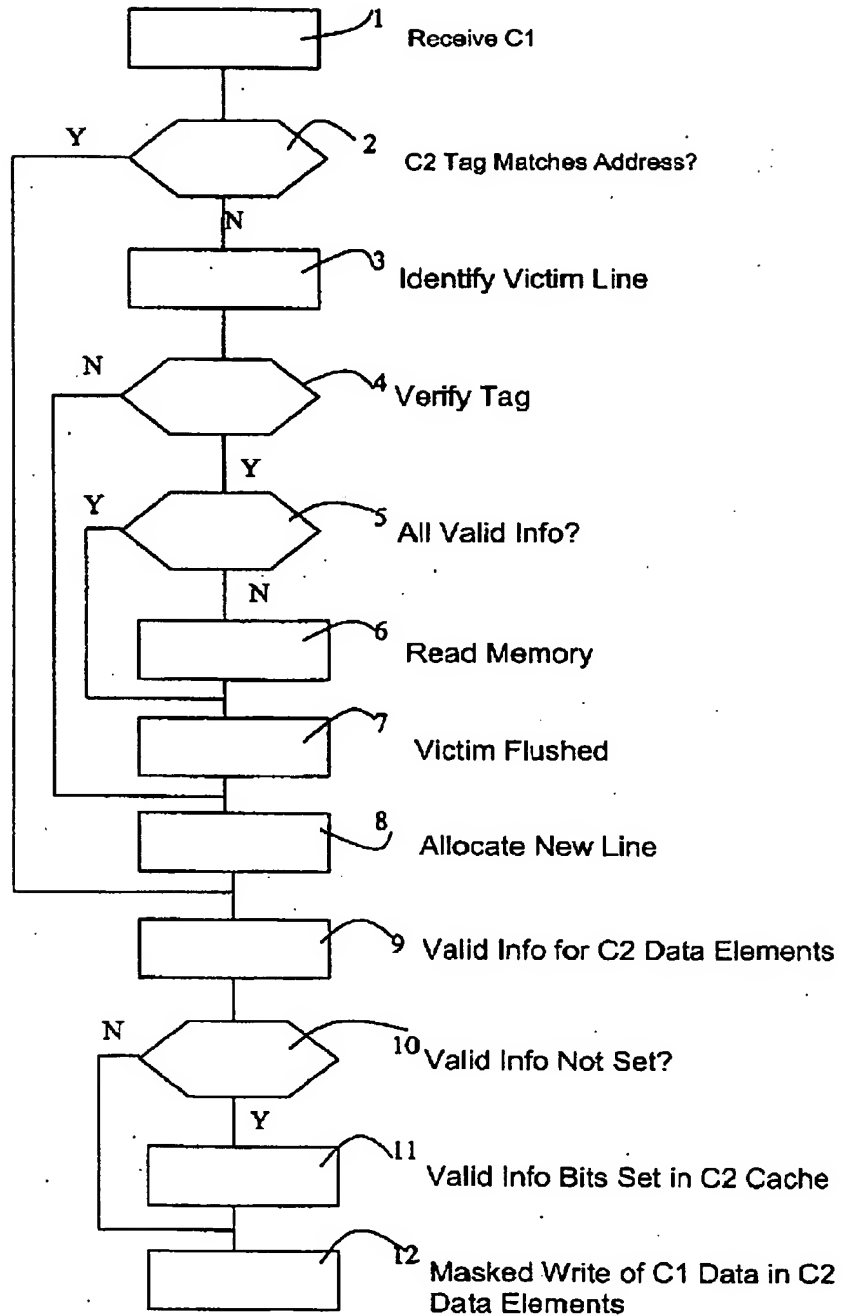 1
Receive C1
Y
2
C2 Tag Matches Address?
N
3
Identify Victim Line
N
4
Verify Tag
Y
Y
5
All Valid Info?
N
6
Read Memory
7
Victim Flushed
8
Allocate New Line
9
Valid Info for C2 Data Elements
N
10
Valid Info Not Set?
Y
11
Valid Info Bits Set in C2 Cache
12
Masked Write of C1 Data in C2
Data Elements